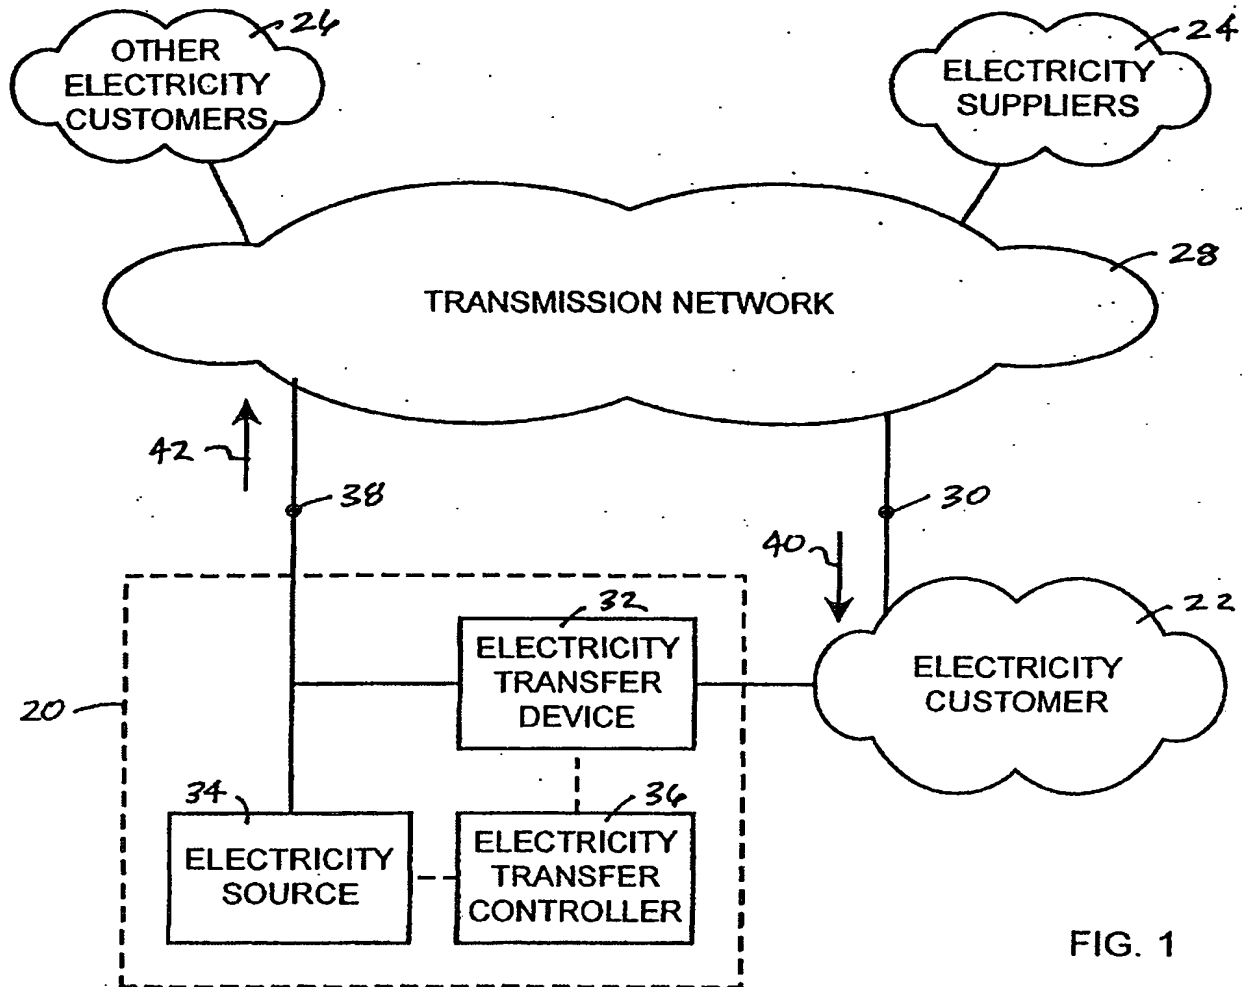 26
OTHER
ELECTRICITY
CUSTOMERS
24
ELECTRICITY
SUPPLIERS
28
TRANSMISSION NETWORK
42
38
30
40
32
ELECTRICITY
TRANSFER
DEVICE
22
ELECTRICITY
CUSTOMER
20
34
ELECTRICITY
SOURCE
36
ELECTRICITY
TRANSFER
CONTROLLER
FIG. 1